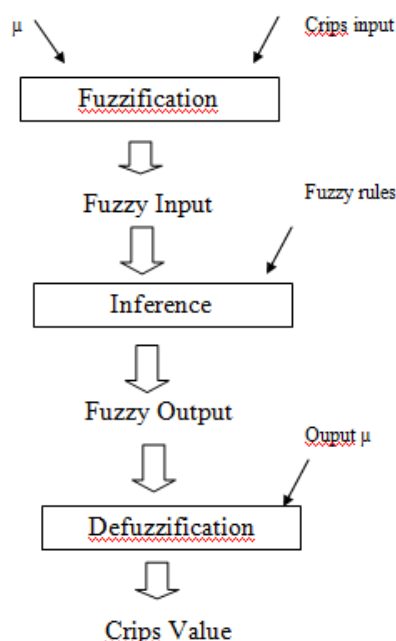 μ
Crips input
Fuzzification
Fuzzy Input
Fuzzy rules
Inference
Fuzzy Output
Ouput μ
Defuzzification
Crips Value